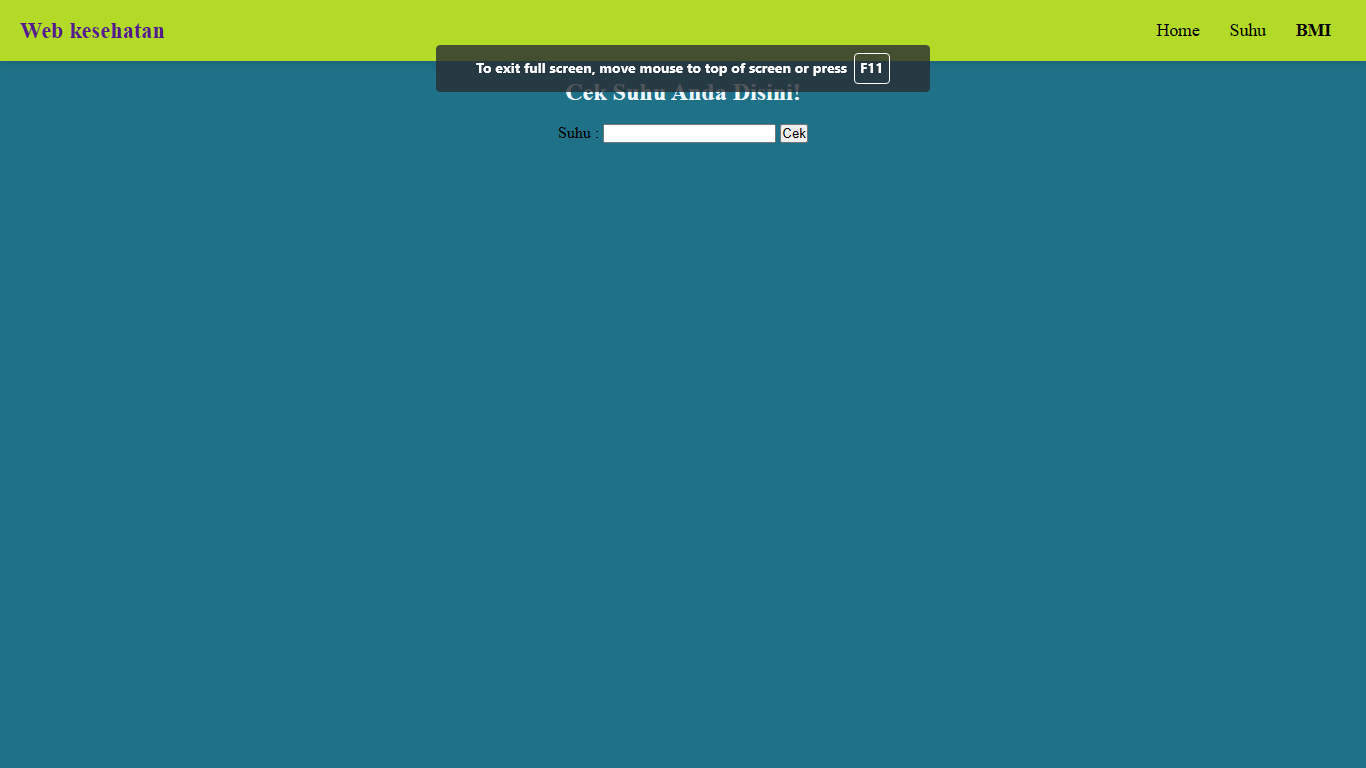 Web kesehatan
Home Suhu BMI
To exit full screen, move mouse to top of screen or press F11
Cek Suhu Anda Disini!
Suhu : Cek